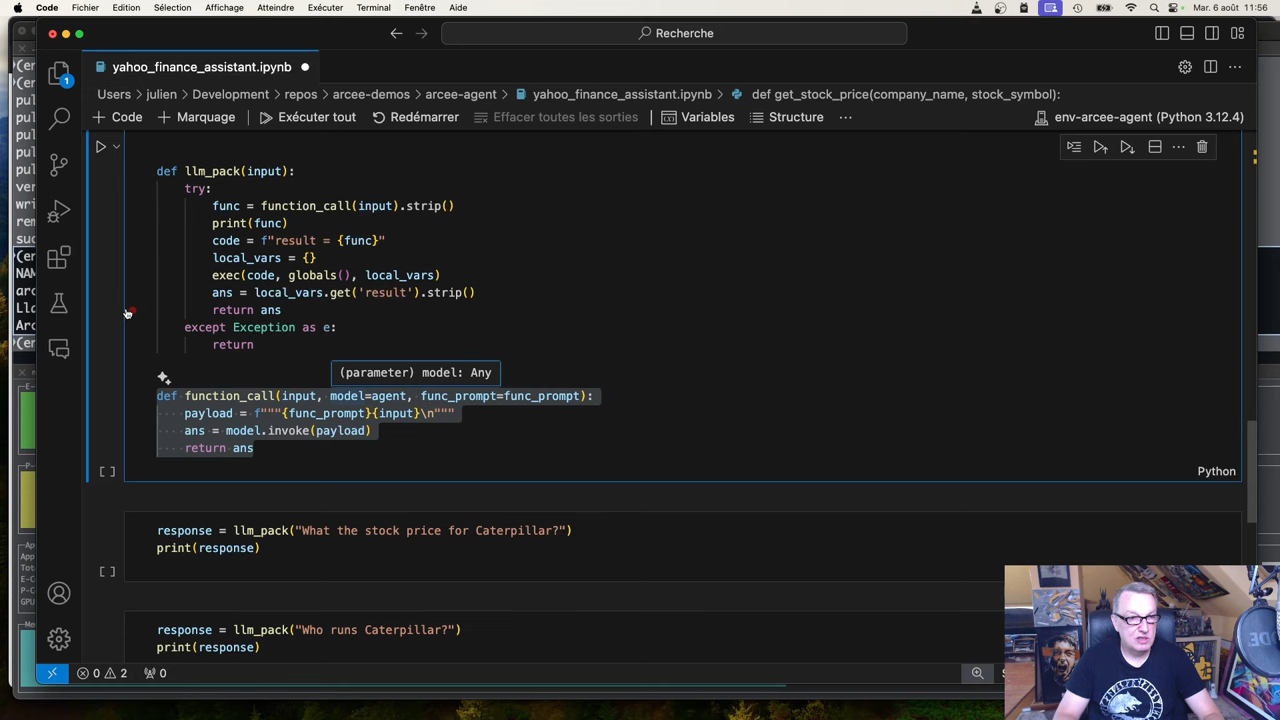 Code Fichier Edition Sélection Affichage Atteindre Exécuter Terminal Fenêtre Aide Mar. 6 août 11:56
Recherche
yahoo_finance_assistant.ipynb
1
Users julien Development repos arcee-demos arcee-agent yahoo_finance_assistant.ipynb def get_stock_price(company_name, stock_symbol):
Code Marquage Exécuter tout Redémarrer Effacer toutes les sorties Variables Structure ··· env-arcee-agent (Python 3.12.4)
def llm_pack(input):
try:
func = function_call(input).strip()
print(func)
code = f"result = {func}"
local_vars = {}
exec(code, globals(), local_vars)
ans = local_vars.get('result').strip()
return ans
except Exception as e:
return
(parameter) model: Any
def function_call(input, model=agent, func_prompt=func_prompt):
payload = f"""{func_prompt}{input}\n"""
ans = model.invoke(payload)
return ans
[ ] Python
response = llm_pack("What the stock price for Caterpillar?")
print(response)
[ ]
response = llm_pack("Who runs Caterpillar?")
print(response)
0 2 0